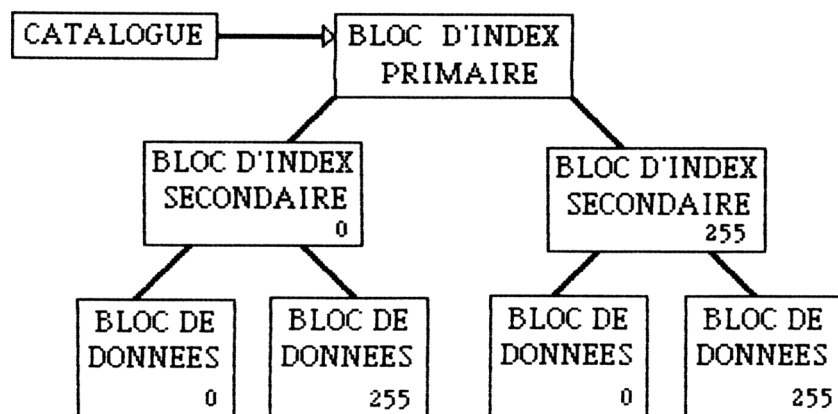 CATALOGUE
BLOC D'INDEX
PRIMAIRE
BLOC D'INDEX
SECONDAIRE
0
BLOC D'INDEX
SECONDAIRE
255
BLOC DE
DONNEES
0
BLOC DE
DONNEES
255
BLOC DE
DONNEES
0
BLOC DE
DONNEES
255